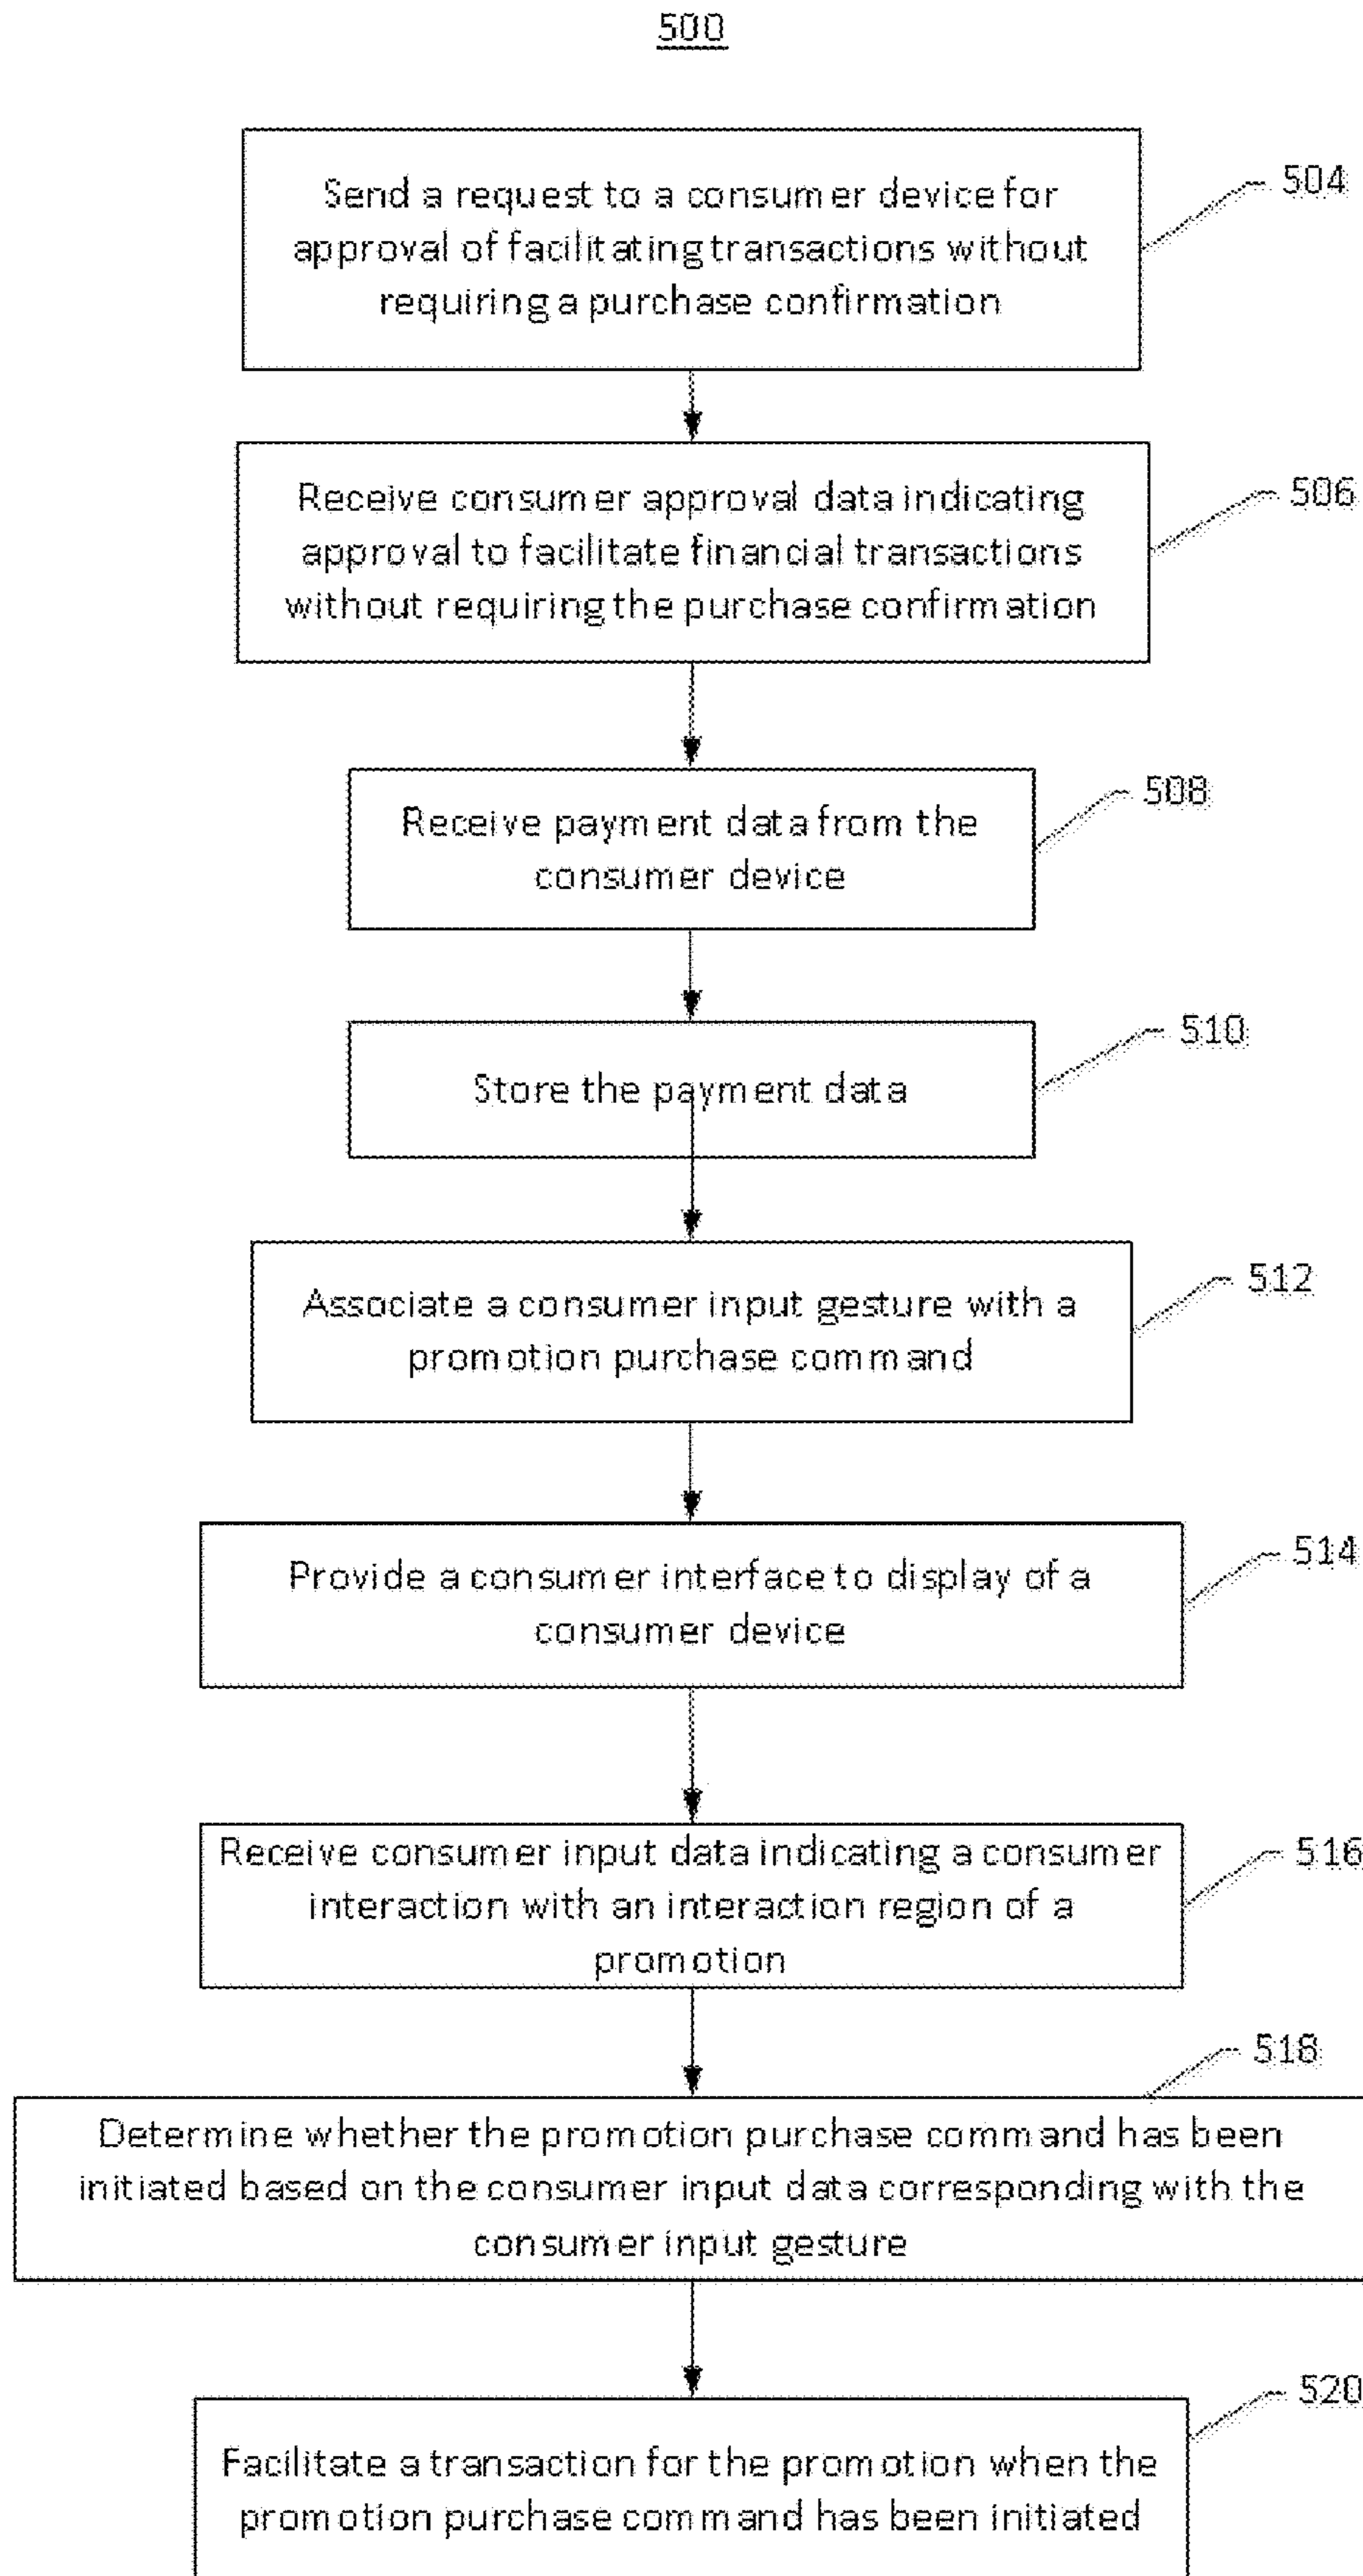 500
Send a request to a consumer device for
approval of facilitating transactions without
requiring a purchase confirmation
504
Receive consumer approval data indicating
approval to facilitate financial transactions
without requiring the purchase confirmation
506
Receive payment data from the
consumer device
508
Store the payment data
510
Associate a consumer input gesture with a
promotion purchase command
512
Provide a consumer interface to display of a
consumer device
514
Receive consumer input data indicating a consumer
interaction with an interaction region of a
promotion
516
518
Determine whether the promotion purchase command has been
initiated based on the consumer input data corresponding with the
consumer input gesture
520
Facilitate a transaction for the promotion when the
promotion purchase command has been initiated